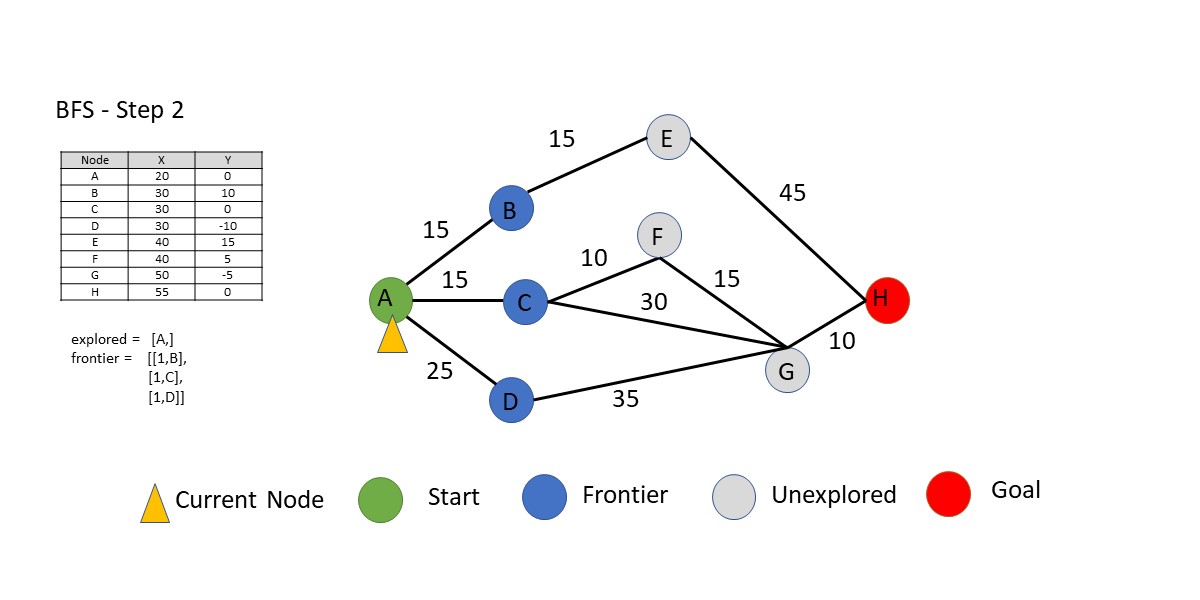 BFS - Step 2
Node X Y
A 20 0
B 30 10
C 30 0
D 30 -10
E 40 15
F 40 5
G 50 -5
H 55 0
explored = [A,]
frontier = [[1,B],
[1,C],
[1,D]]
E
15
45
B
15
F
10
15
15
A
C
30
H
10
25
G
D
35
Current Node
Start
Frontier
Unexplored
Goal